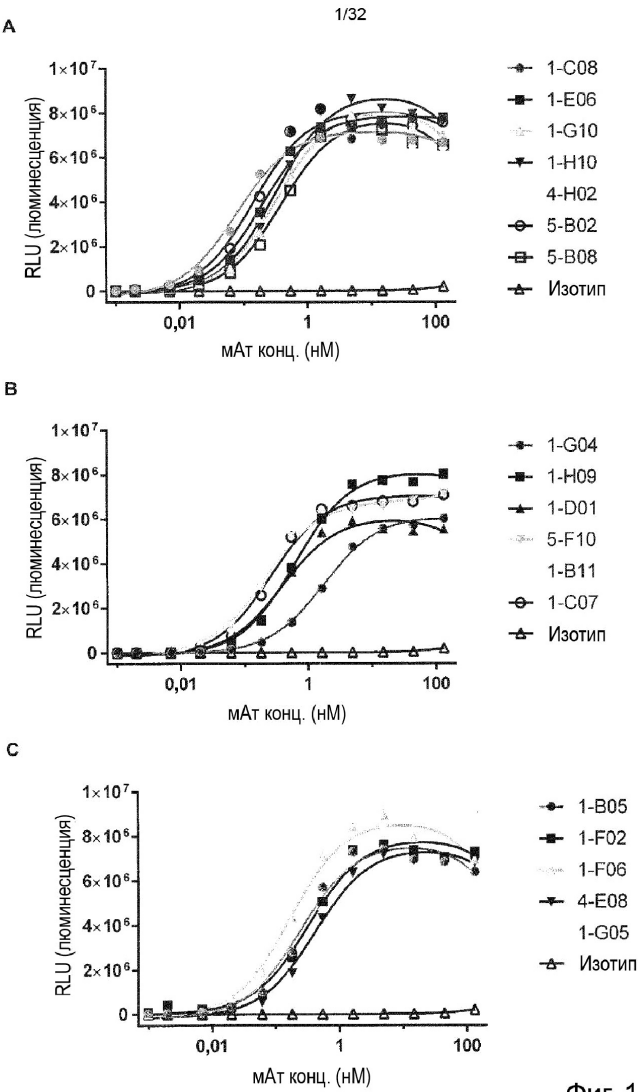 1/32
A
RLU (люминесценция)
1×10⁷
8×10⁶
6×10⁶
4×10⁶
2×10⁶
0
0,01
1
100
мАт конц. (нМ)
1-C08
1-E06
1-G10
1-H10
4-H02
5-B02
5-B08
Изотип
B
RLU (люминесценция)
1×10⁷
8×10⁶
6×10⁶
4×10⁶
2×10⁶
0
0,01
1
100
мАт конц. (нМ)
1-G04
1-H09
1-D01
5-F10
1-B11
1-C07
Изотип
C
RLU (люминесценция)
1×10⁷
8×10⁶
6×10⁶
4×10⁶
2×10⁶
0
0,01
1
100
мАт конц. (нМ)
1-B05
1-F02
1-F06
4-E08
1-G05
Изотип
Фиг. 1